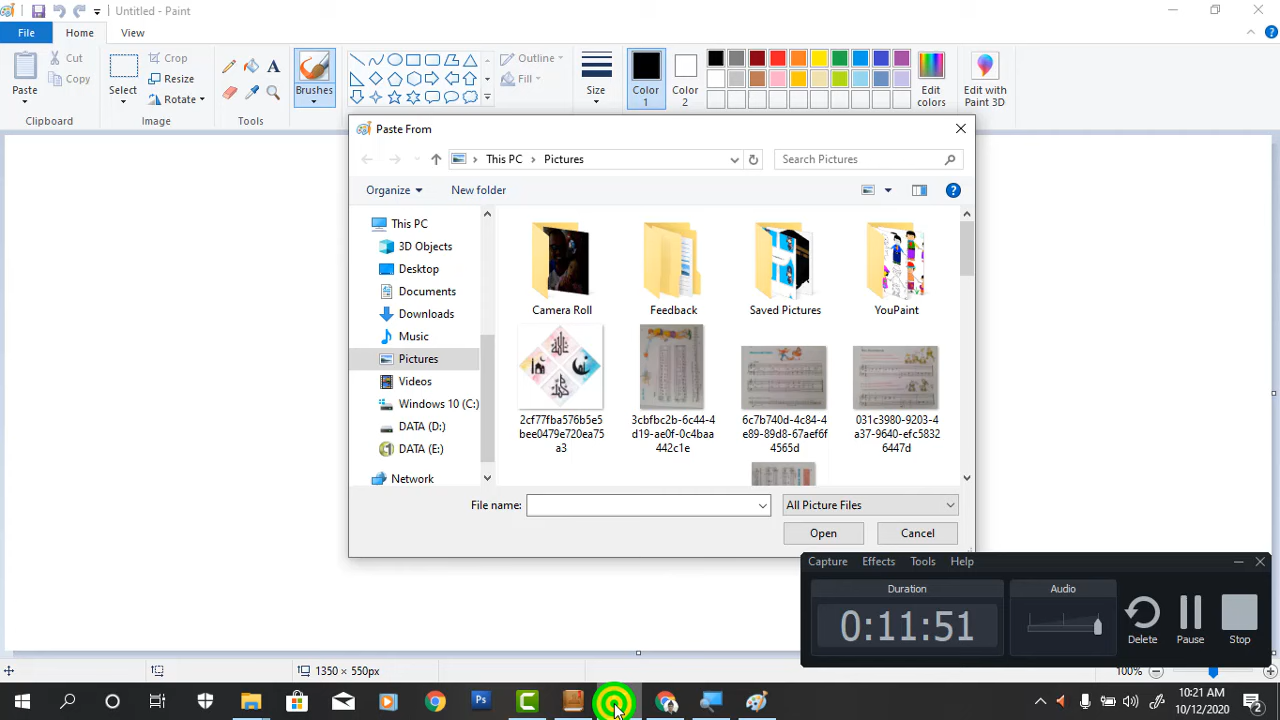 Untitled - Paint
File
Home
View
Paste
Cut
Copy
Clipboard
Select
Crop
Resize
Rotate
Image
Tools
Brushes
Shapes
Outline
Fill
Size
Color
1
Color
2
Edit
colors
Edit with
Paint 3D
Paste From
This PC
Pictures
Search Pictures
Organize
New folder
This PC
3D Objects
Desktop
Documents
Downloads
Music
Pictures
Videos
Windows 10 (C:)
DATA (D:)
DATA (E:)
Network
Camera Roll
Feedback
Saved Pictures
YouPaint
2cf77fba576b5e5
bee0479e720ea75
a3
3cbfbc2b-6c44-4
d19-ae0f-0c4baa
442c1e
6c7b740d-4c84-4
e89-89d8-67aef6f
4565d
031c3980-9203-4
a37-9640-efc5832
6447d
File name:
All Picture Files
Open
Cancel
Capture
Effects
Tools
Help
Duration
Audio
0:11:51
Delete
Pause
Stop
1350 × 550px
100%
Ps
10:21 AM
10/12/2020
2